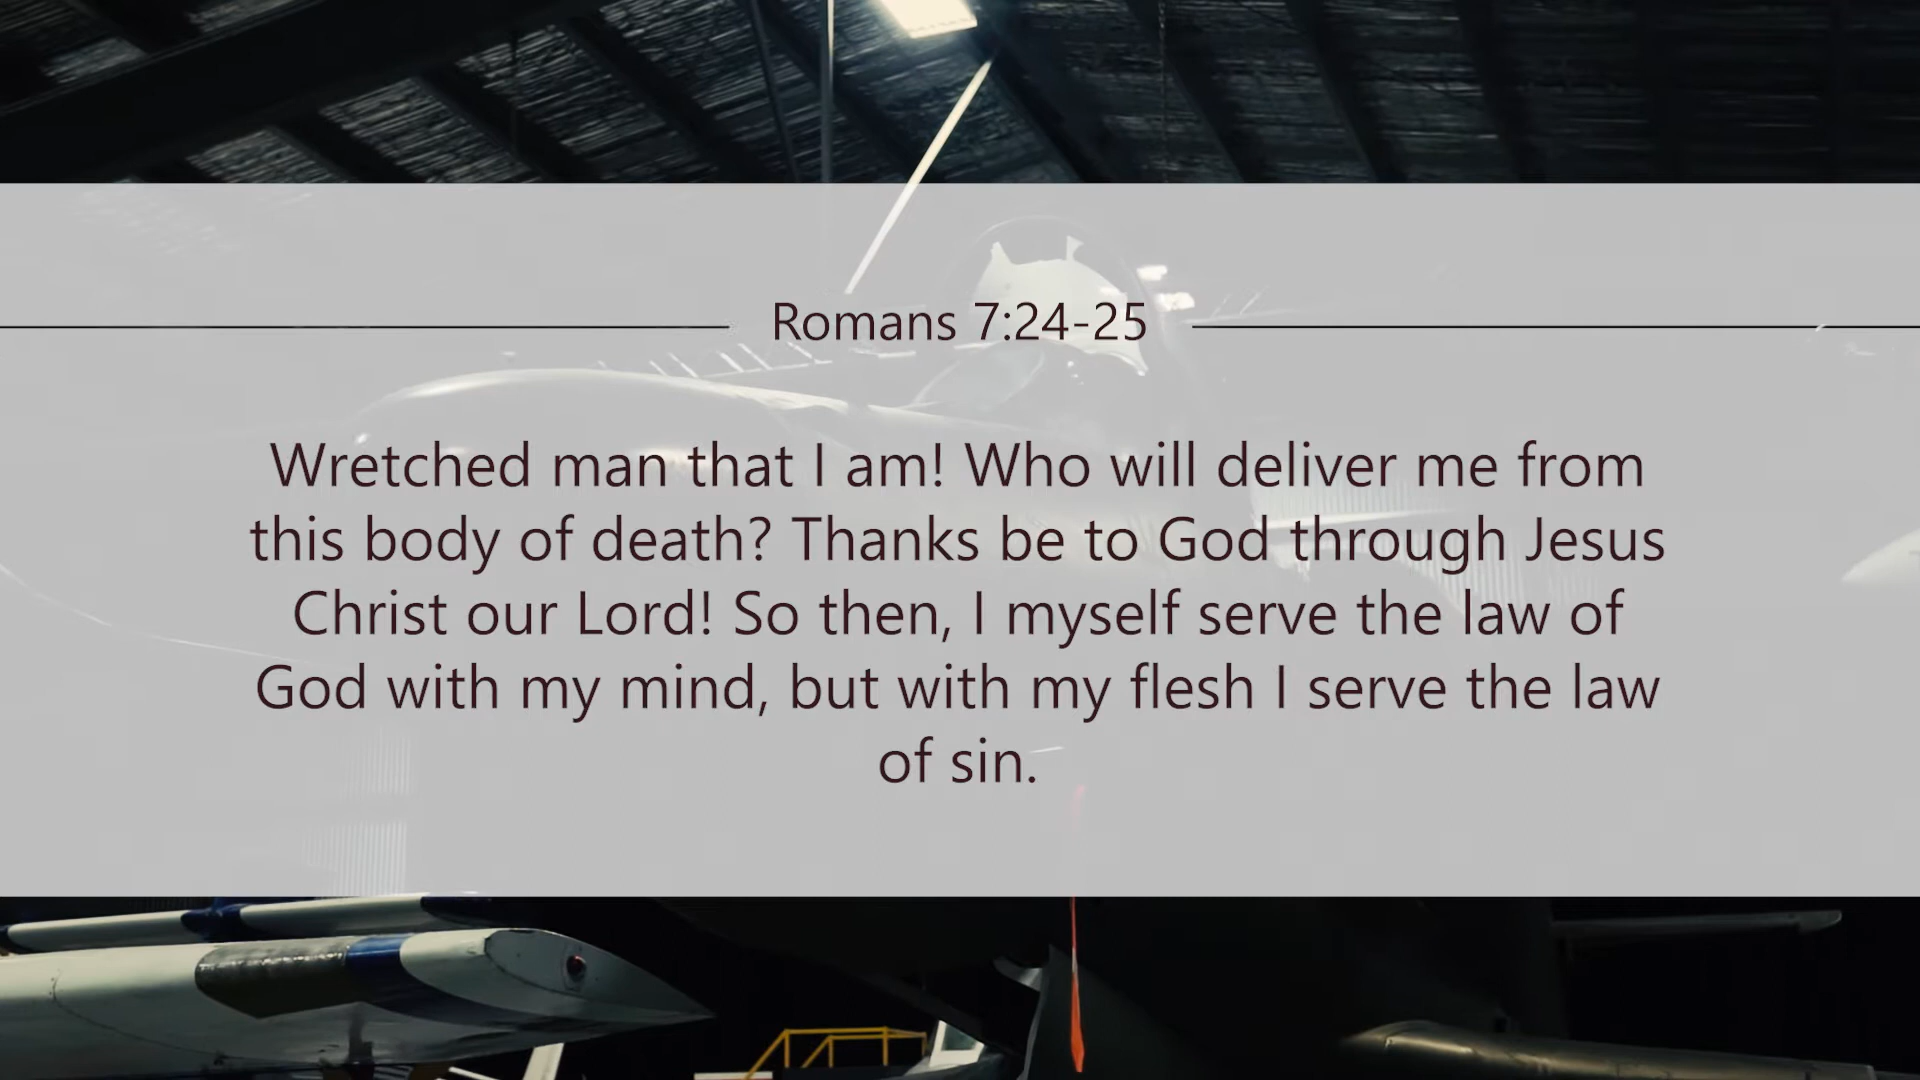 Romans 7:24-25
Wretched man that I am! Who will deliver me from
this body of death? Thanks be to God through Jesus
Christ our Lord! So then, I myself serve the law of
God with my mind, but with my flesh I serve the law
of sin.